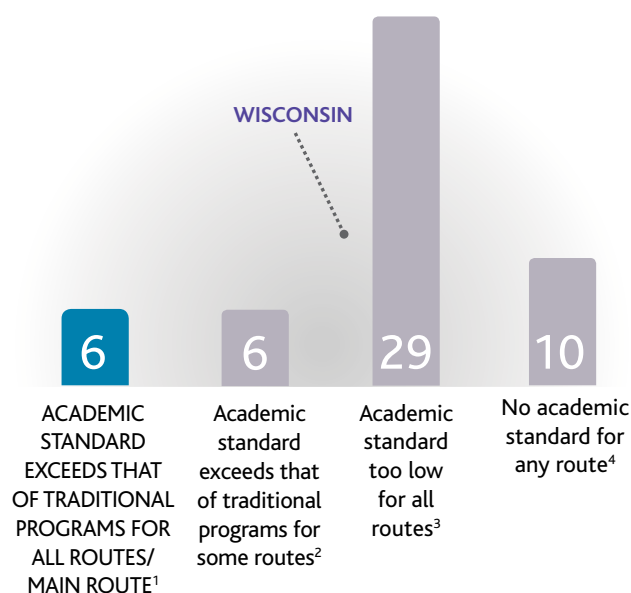 WISCONSIN
6
6
29
10
ACADEMIC
STANDARD
EXCEEDS THAT
OF TRADITIONAL
PROGRAMS FOR
ALL ROUTES/
MAIN ROUTE¹
Academic
standard
exceeds that
of traditional
programs for
some routes²
Academic
standard
too low
for all
routes³
No academic
standard for
any route⁴